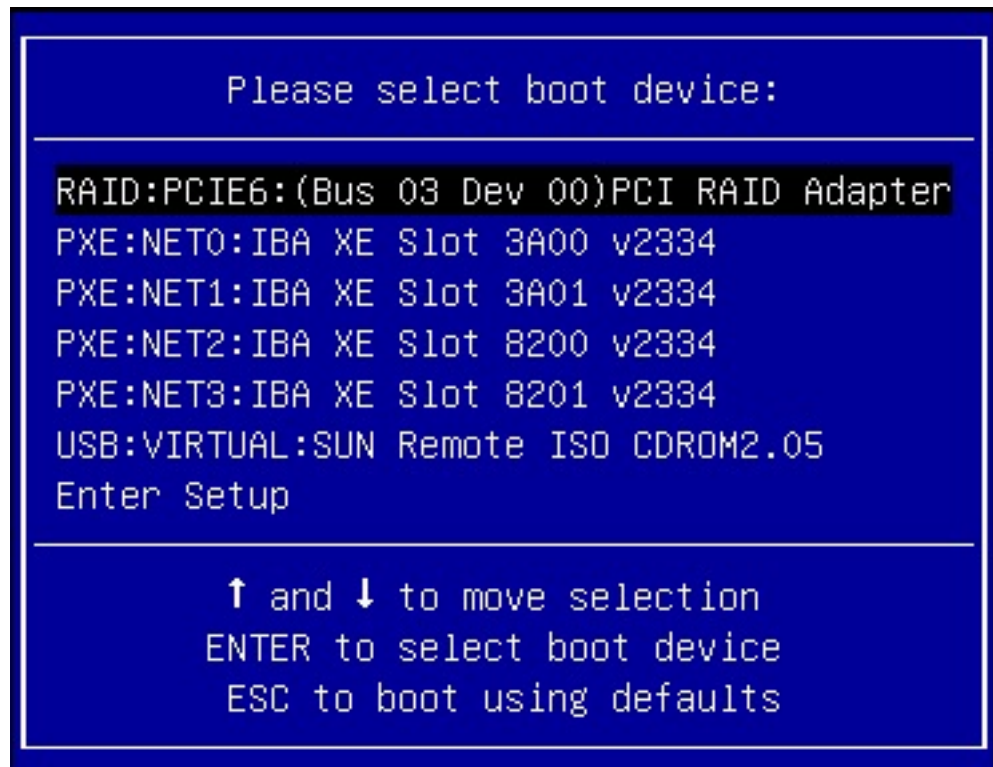 Please select boot device:
RAID:PCIE6:(Bus 03 Dev 00)PCI RAID Adapter
PXE:NET0:IBA XE Slot 3A00 v2334
PXE:NET1:IBA XE Slot 3A01 v2334
PXE:NET2:IBA XE Slot 8200 v2334
PXE:NET3:IBA XE Slot 8201 v2334
USB:VIRTUAL:SUN Remote ISO CDROM2.05
Enter Setup
↑ and ↓ to move selection
ENTER to select boot device
ESC to boot using defaults